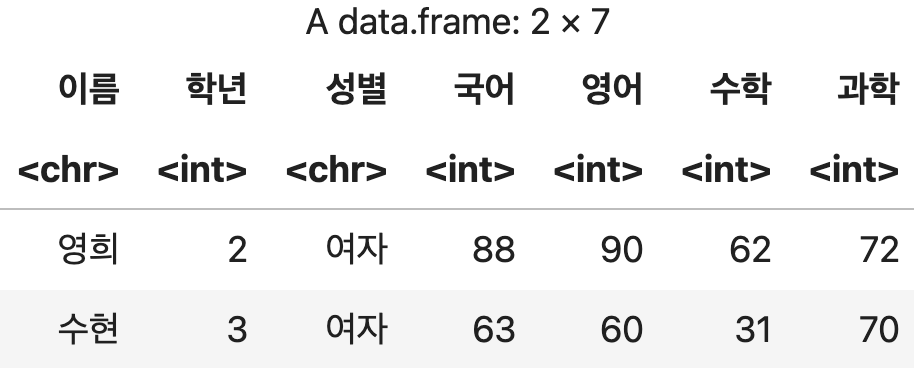 A data.frame: 2 × 7
이름 학년 성별 국어 영어 수학 과학
<chr> <int> <chr> <int> <int> <int> <int>
영희 2 여자 88 90 62 72
수현 3 여자 63 60 31 70